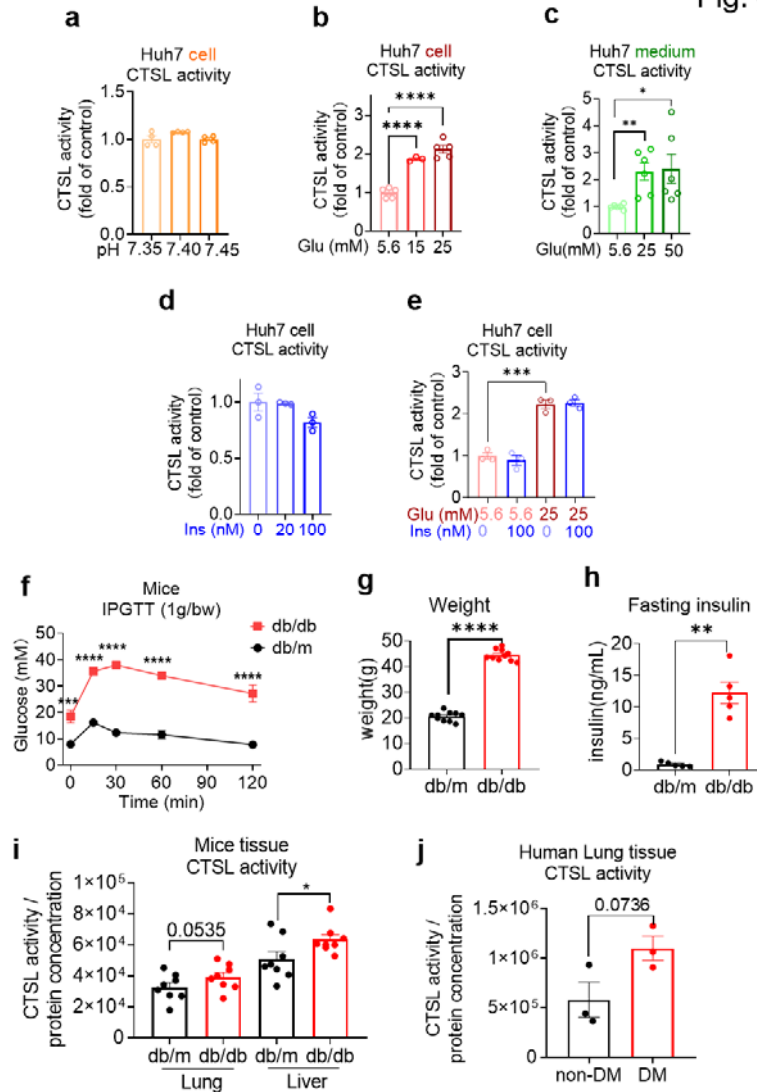 Fig.
a
Huh7 cell
CTSL activity
CTSL activity
(fold of control)
1.5
1.0
0.5
0.0
pH 7.35 7.40 7.45
b
Huh7 cell
CTSL activity
CTSL activity
(fold of control)
3
2
1
0
****
****
Glu (mM) 5.6 15 25
c
Huh7 medium
CTSL activity
CTSL activity
(fold of control)
5
4
3
2
1
0
*
**
Glu(mM) 5.6 25 50
d
Huh7 cell
CTSL activity
CTSL activity
(fold of control)
1.0
0.5
0.0
Ins (nM) 0 20 100
e
Huh7 cell
CTSL activity
CTSL activity
(fold of control)
3
2
1
0
***
Glu (mM) 5.6 5.6 25 25
Ins (nM) 0 100 0 100
f
Mice
IPGTT (1g/bw)
db/db
db/m
Glucose (mM)
50
40
30
20
10
0
***
****
****
****
****
0 30 60 90 120
Time (min)
g
Weight
****
weight(g)
60
50
40
30
20
10
0
db/m db/db
h
Fasting insulin
**
insulin(ng/mL)
20
15
10
5
0
db/m db/db
i
Mice tissue
CTSL activity
CTSL activity /
protein concentration
1×10⁵
8×10⁴
6×10⁴
4×10⁴
2×10⁴
0
0.0535
*
db/m db/db db/m db/db
Lung Liver
j
Human Lung tissue
CTSL activity
CTSL activity /
protein concentration
1.5×10⁶
1×10⁶
5×10⁵
0
0.0736
non-DM DM